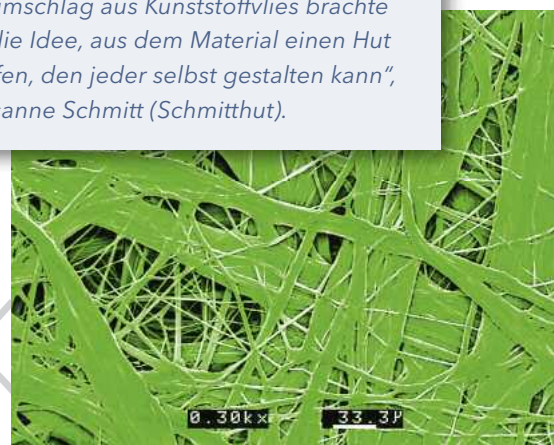 umschlag aus Kunststoffvlies brachte
die Idee, aus dem Material einen Hut
fen, den jeder selbst gestalten kann“,
anne Schmitt (Schmitthut).
0.30kx
33.3µ